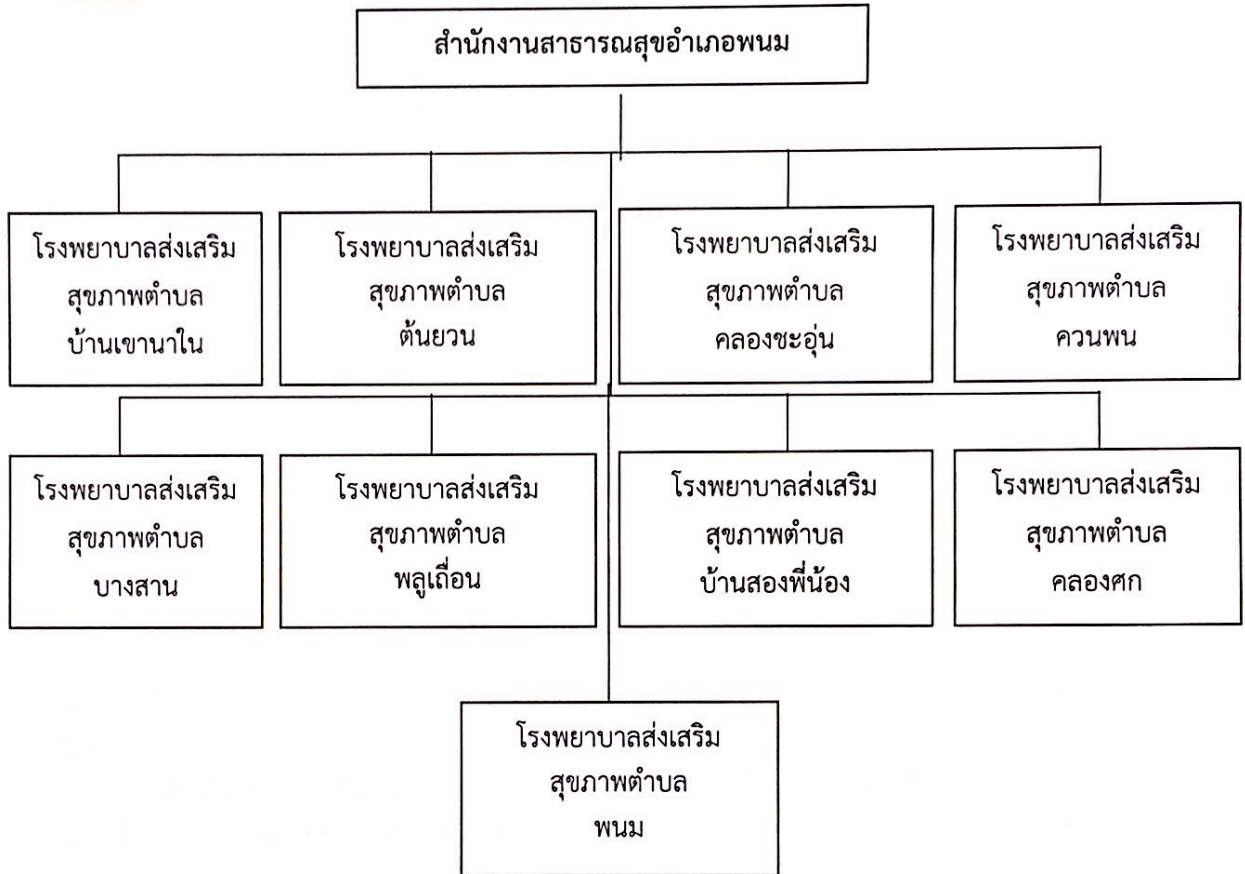 สำนักงานสาธารณสุขอำเภอพนม
โรงพยาบาลส่งเสริม
สุขภาพตำบล
บ้านเขานาใน
โรงพยาบาลส่งเสริม
สุขภาพตำบล
ต้นยวน
โรงพยาบาลส่งเสริม
สุขภาพตำบล
คลองชะอุ่น
โรงพยาบาลส่งเสริม
สุขภาพตำบล
ควนพน
โรงพยาบาลส่งเสริม
สุขภาพตำบล
บางสาน
โรงพยาบาลส่งเสริม
สุขภาพตำบล
พลูเถื่อน
โรงพยาบาลส่งเสริม
สุขภาพตำบล
บ้านสองพี่น้อง
โรงพยาบาลส่งเสริม
สุขภาพตำบล
คลองศก
โรงพยาบาลส่งเสริม
สุขภาพตำบล
พนม